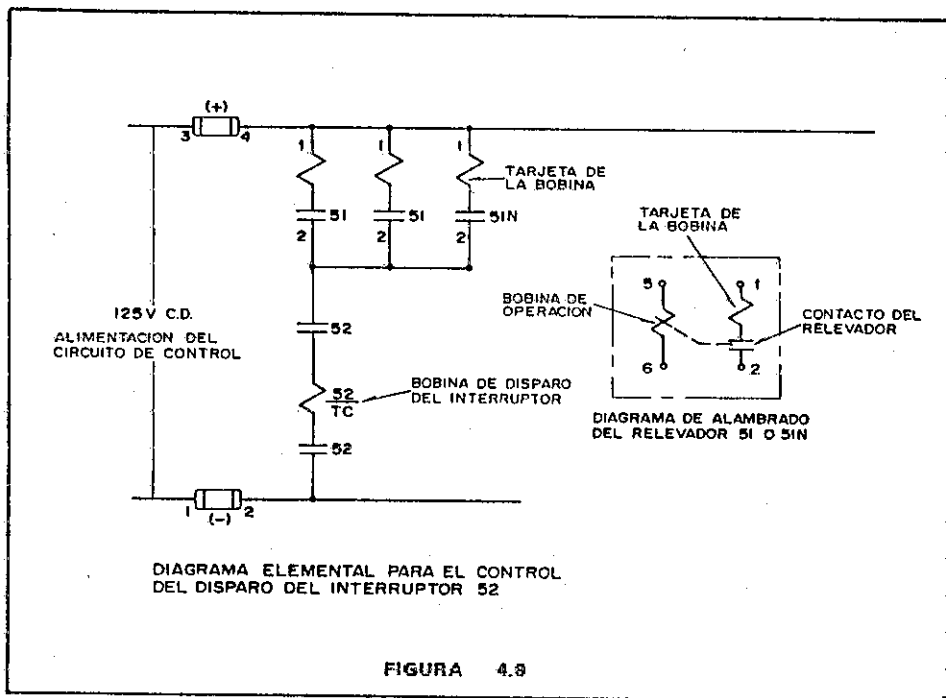 (+)
3 4
1 1 1
TARJETA DE
LA BOBINA
51 51 51N
2 2 2
TARJETA DE
LA BOBINA
5 1
BOBINA DE
OPERACION
CONTACTO DEL
RELEVADOR
6 2
DIAGRAMA DE ALAMBRADO
DEL RELEVADOR 51 O 51N
125V C.D.
ALIMENTACION DEL
CIRCUITO DE CONTROL
52
52
TC
BOBINA DE DISPARO
DEL INTERRUPTOR
52
1 2
(-)
DIAGRAMA ELEMENTAL PARA EL CONTROL
DEL DISPARO DEL INTERRUPTOR 52
FIGURA 4.9